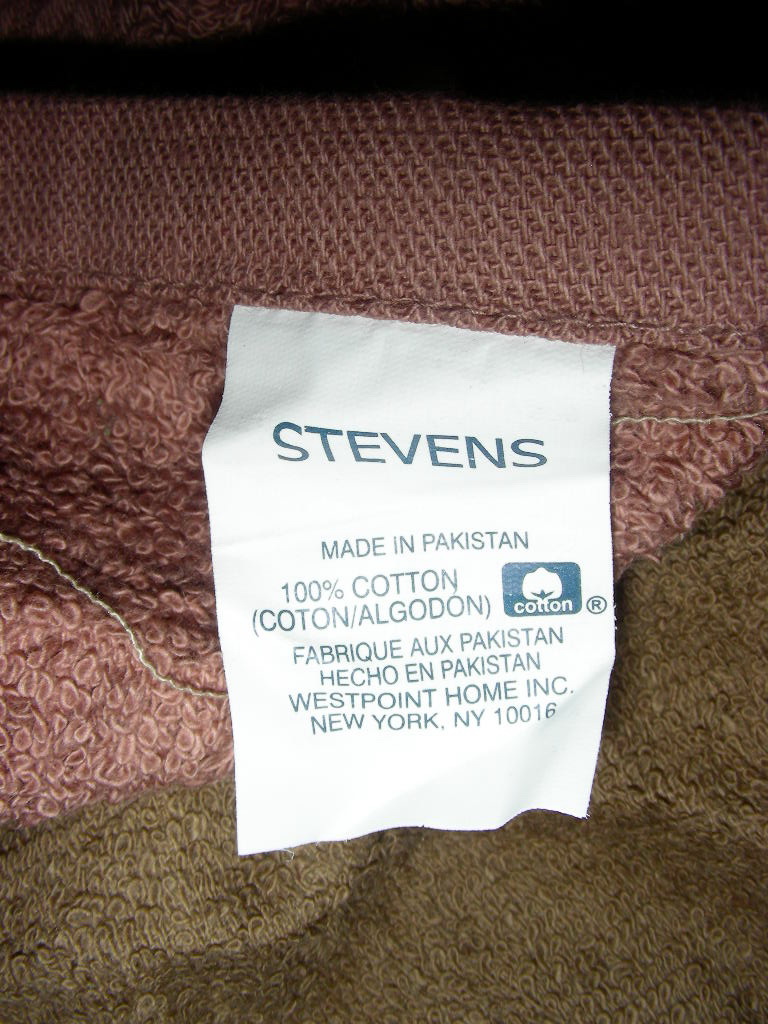 STEVENS
MADE IN PAKISTAN
100% COTTON
(COTON/ALGODON)
cotton ®
FABRIQUE AUX PAKISTAN
HECHO EN PAKISTAN
WESTPOINT HOME INC.
NEW YORK, NY 10016